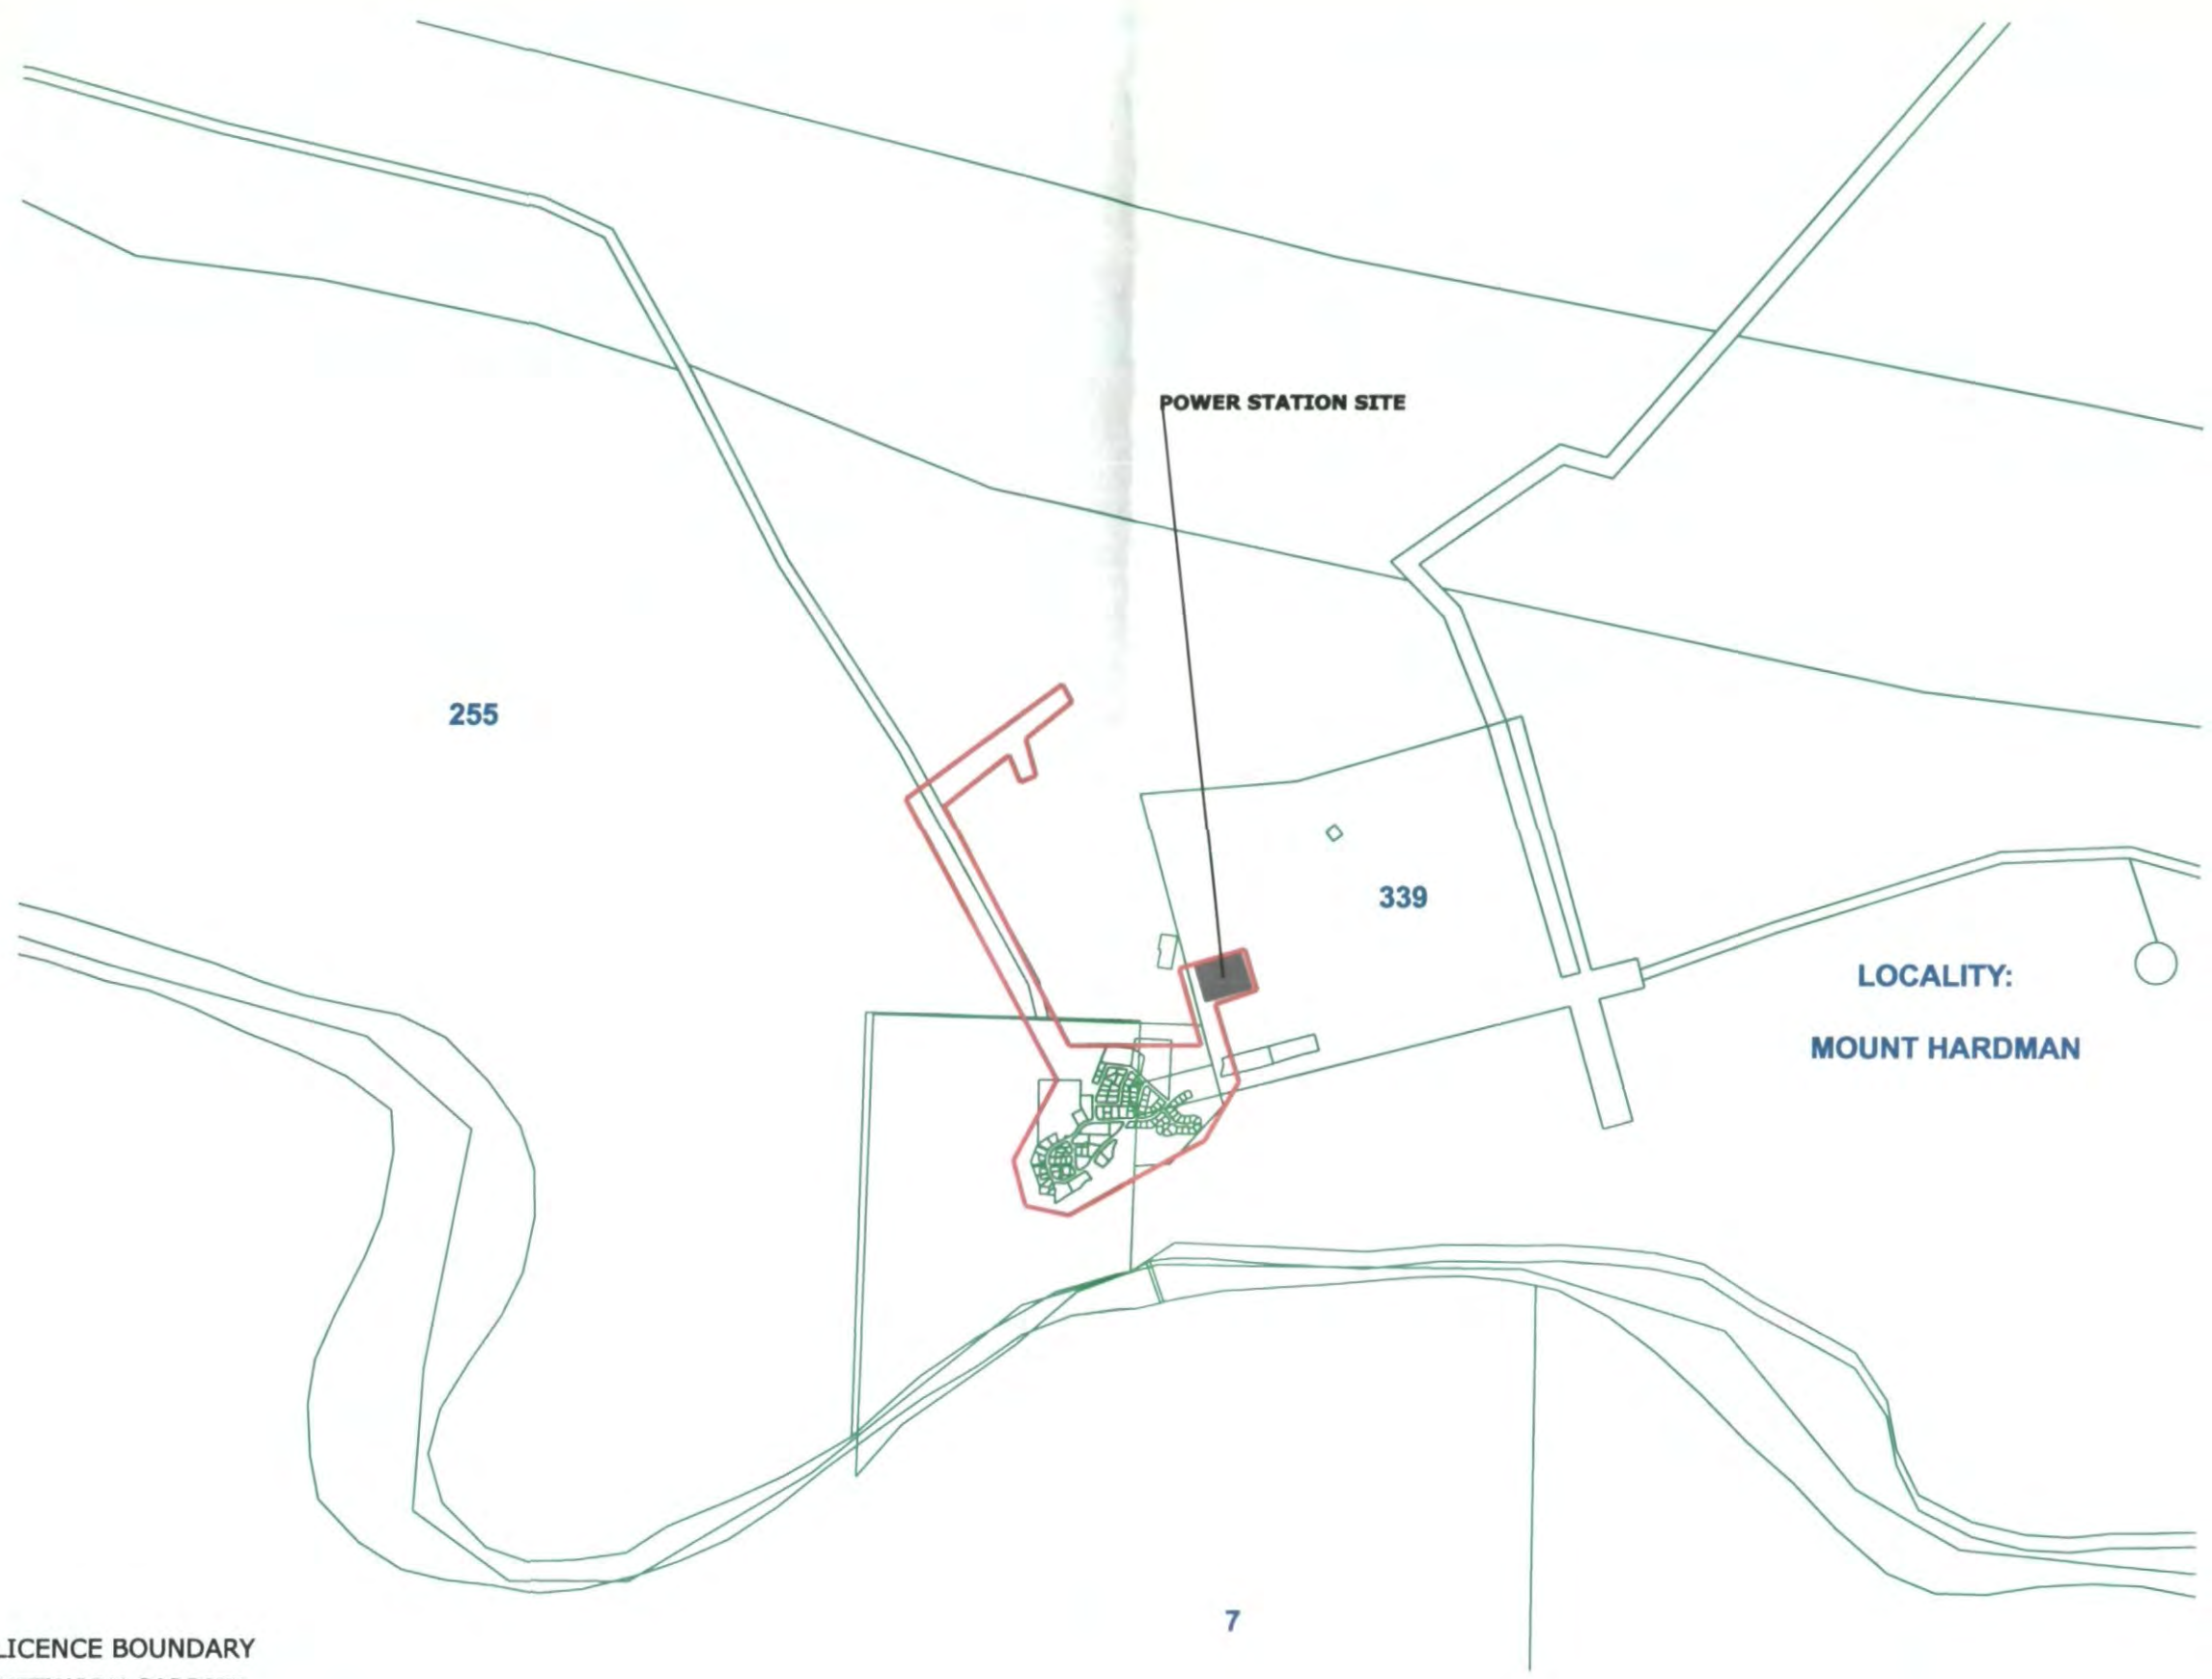 POWER STATION SITE
255
339
LOCALITY:
MOUNT HARDMAN
7
LICENCE BOUNDARY